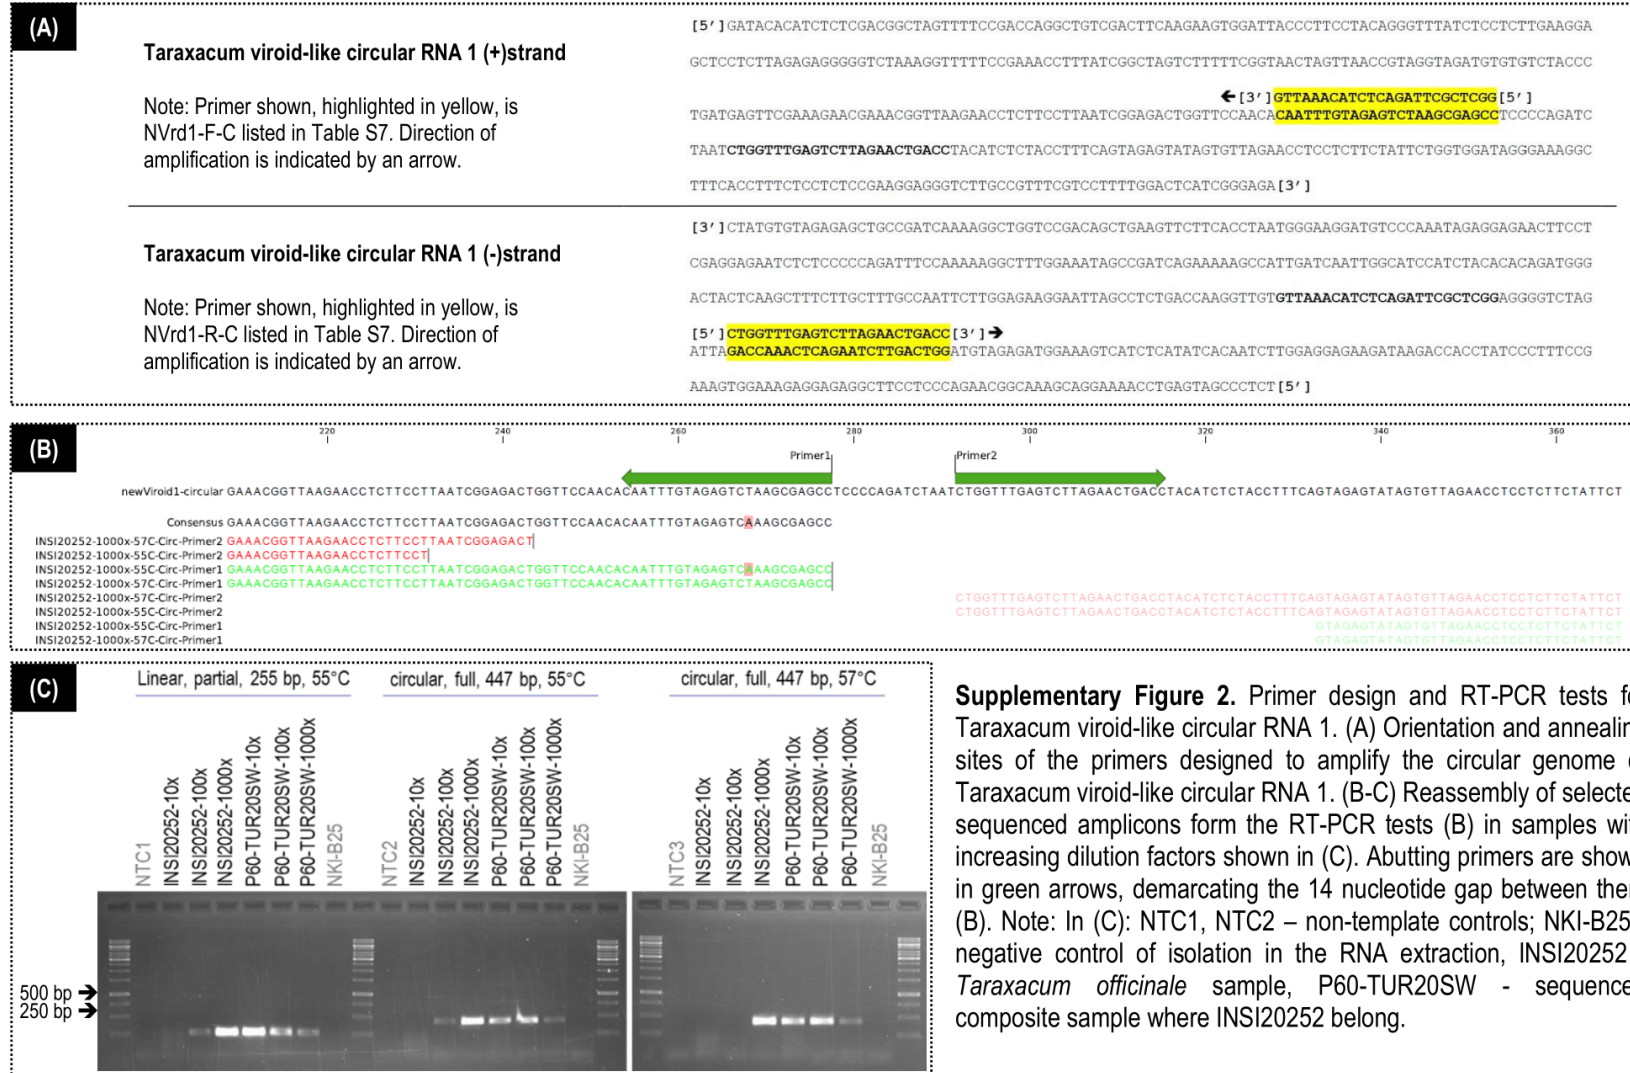 (A)
Taraxacum viroid-like circular RNA 1 (+)strand
Note: Primer shown, highlighted in yellow, is
NVrd1-F-C listed in Table S7. Direction of
amplification is indicated by an arrow.
[5′]GATACACATCTCTCGACGGCTAGTTTTCCGACCAGGCTGTCGACTTCAAGAAGTGGATTACCCTTCCTACAGGGTTTATCTCCTCTTGAAGGA
GCTCCTCTTAGAGAGGGGGTCTAAAGGTTTTTCCGAAACCTTTATCGGCTAGTCTTTTTCGGTAACTAGTTAACCGTAGGTAGATGTGTGTCTACCC
←[3′]GTTAAACATCTCAGATTCGCTCGG[5′]
TGATGAGTTCGAAAGAACGAAACGGTTAAGAACCTCTTCCTTAATCGGAGACTGGTTCCAACACAATTTGTAGAGTCTAAGCGAGCCTCCCCAGATC
TAATCTGGTTTGAGTCTTAGAACTGACCTACATCTCTACCTTTCAGTAGAGTATAGTGTTAGAACCTCCTCTTCTATTCTGGTGGATAGGGAAAGGC
TTTCACCTTTCTCCTCTCCGAAGGAGGGTCTTGCCGTTTCGTCCTTTTGGACTCATCGGGAGA[3′]
Taraxacum viroid-like circular RNA 1 (-)strand
Note: Primer shown, highlighted in yellow, is
NVrd1-R-C listed in Table S7. Direction of
amplification is indicated by an arrow.
[3′]CTATGTGTAGAGAGCTGCCGATCAAAAGGCTGGTCCGACAGCTGAAGTTCTTCACCTAATGGGAAGGATGTCCCAAATAGAGGAGAACTTCCT
CGAGGAGAATCTCTCCCCCAGATTTCCAAAAAGGCTTTGGAAATAGCCGATCAGAAAAAGCCATTGATCAATTGGCATCCATCTACACACAGATGGG
ACTACTCAAGCTTTCTTGCTTTGCCAATTCTTGGAGAAGGAATTAGCCTCTGACCAAGGTTGTGTTAAACATCTCAGATTCGCTCGGAGGGGTCTAG
[5′]CTGGTTTGAGTCTTAGAACTGACC[3′]→
ATTAGACCAAACTCAGAATCTTGACTGGATGTAGAGATGGAAAGTCATCTCATATCACAATCTTGGAGGAGAAGATAAGACCACCTATCCCTTTCCG
AAAGTGGAAAGAGGAGAGGCTTCCTCCCAGAACGGCAAAGCAGGAAAACCTGAGTAGCCCTCT[5′]
(B)
220 240 260 280 300 320 340 360
Primer1 Primer2
newViroid1-circular GAAACGGTTAAGAACCTCTTCCTTAATCGGAGACTGGTTCCAACACAATTTGTAGAGTCTAAGCGAGCCTCCCCAGATCTAATCTGGTTTGAGTCTTAGAACTGACCTACATCTCTACCTTTCAGTAGAGTATAGTGTTAGAACCTCCTCTTCTATTCT
Consensus GAAACGGTTAAGAACCTCTTCCTTAATCGGAGACTGGTTCCAACACAATTTGTAGAGTCAAAGCGAGCC
INSI20252-1000x-57C-Circ-Primer2 GAAACGGTTAAGAACCTCTTCCTTAATCGGAGACT
INSI20252-1000x-55C-Circ-Primer2 GAAACGGTTAAGAACCTCTTCCT
INSI20252-1000x-55C-Circ-Primer1 GAAACGGTTAAGAACCTCTTCCTTAATCGGAGACTGGTTCCAACACAATTTGTAGAGTCAAAGCGAGCC
INSI20252-1000x-57C-Circ-Primer1 GAAACGGTTAAGAACCTCTTCCTTAATCGGAGACTGGTTCCAACACAATTTGTAGAGTCTAAGCGAGCC
INSI20252-1000x-57C-Circ-Primer2 CTGGTTTGAGTCTTAGAACTGACCTACATCTCTACCTTTCAGTAGAGTATAGTGTTAGAACCTCCTCTTCTATTCT
INSI20252-1000x-55C-Circ-Primer2 CTGGTTTGAGTCTTAGAACTGACCTACATCTCTACCTTTCAGTAGAGTATAGTGTTAGAACCTCCTCTTCTATTCT
INSI20252-1000x-55C-Circ-Primer1 GTAGAGTATAGTGTTAGAACCTCCTCTTCTATTCT
INSI20252-1000x-57C-Circ-Primer1 GTAGAGTATAGTGTTAGAACCTCCTCTTCTATTCT
(C)
Linear, partial, 255 bp, 55°C
circular, full, 447 bp, 55°C
circular, full, 447 bp, 57°C
NTC1
INSI20252-10x
INSI20252-100x
INSI20252-1000x
P60-TUR20SW-10x
P60-TUR20SW-100x
P60-TUR20SW-1000x
NKI-B25
NTC2
INSI20252-10x
INSI20252-100x
INSI20252-1000x
P60-TUR20SW-10x
P60-TUR20SW-100x
P60-TUR20SW-1000x
NKI-B25
NTC3
INSI20252-10x
INSI20252-100x
INSI20252-1000x
P60-TUR20SW-10x
P60-TUR20SW-100x
P60-TUR20SW-1000x
NKI-B25
500 bp →
250 bp →
Supplementary Figure 2. Primer design and RT-PCR tests
Taraxacum viroid-like circular RNA 1. (A) Orientation and
sites of the primers designed to amplify the circular genome
Taraxacum viroid-like circular RNA 1. (B-C) Reassembly of
sequenced amplicons form the RT-PCR tests (B) in samples
increasing dilution factors shown in (C). Abutting primers are
in green arrows, demarcating the 14 nucleotide gap between
(B). Note: In (C): NTC1, NTC2 – non-template controls; NKI-B25
negative control of isolation in the RNA extraction, INSI20252
Taraxacum officinale sample, P60-TUR20SW -
composite sample where INSI20252 belong.